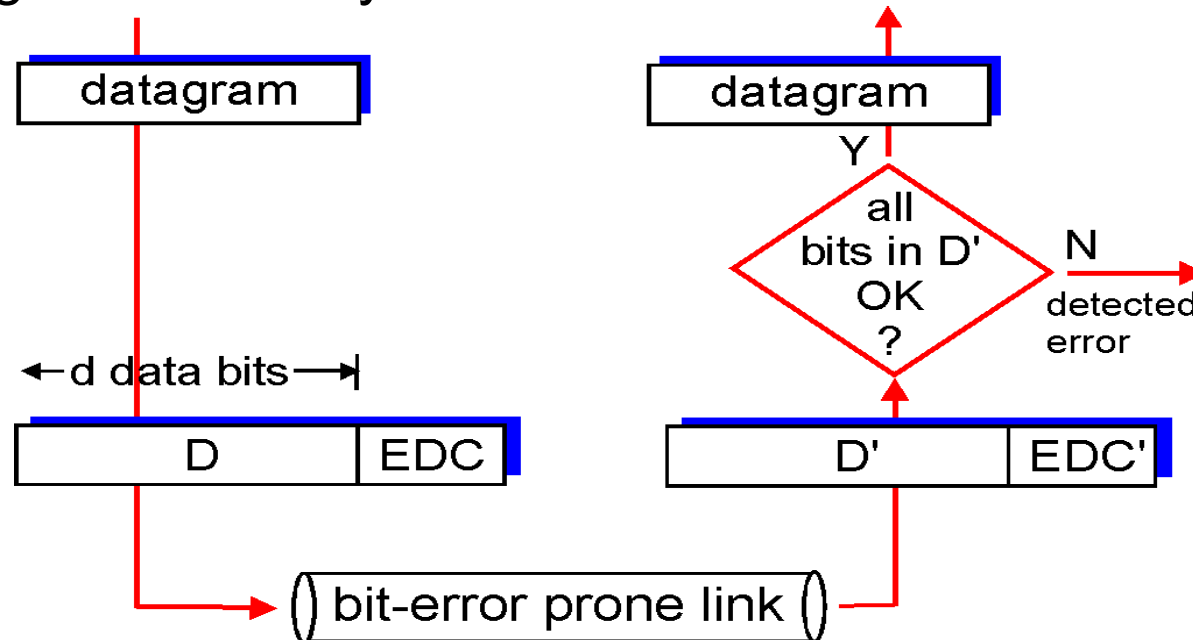 datagram
datagram
Y
all
bits in D'
OK
?
N
detected
error
d data bits
D
EDC
D'
EDC'
bit-error prone link